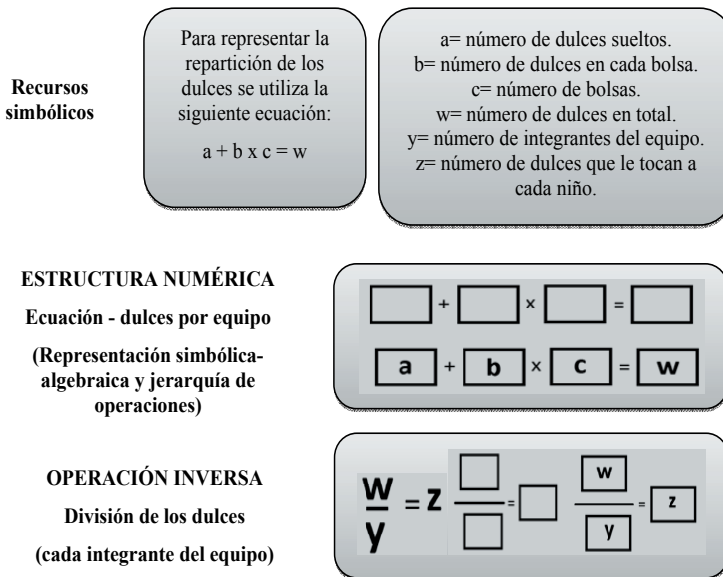 Recursos
simbólicos
Para representar la
repartición de los
dulces se utiliza la
siguiente ecuación:
a + b x c = w
a= número de dulces sueltos.
b= número de dulces en cada bolsa.
c= número de bolsas.
w= número de dulces en total.
y= número de integrantes del equipo.
z= número de dulces que le tocan a
cada niño.
ESTRUCTURA NUMÉRICA
Ecuación - dulces por equipo
(Representación simbólica-
algebraica y jerarquía de
operaciones)
+ × =
a + b × c = w
OPERACIÓN INVERSA
División de los dulces
(cada integrante del equipo)
w
y
= z
=
w
y
= z